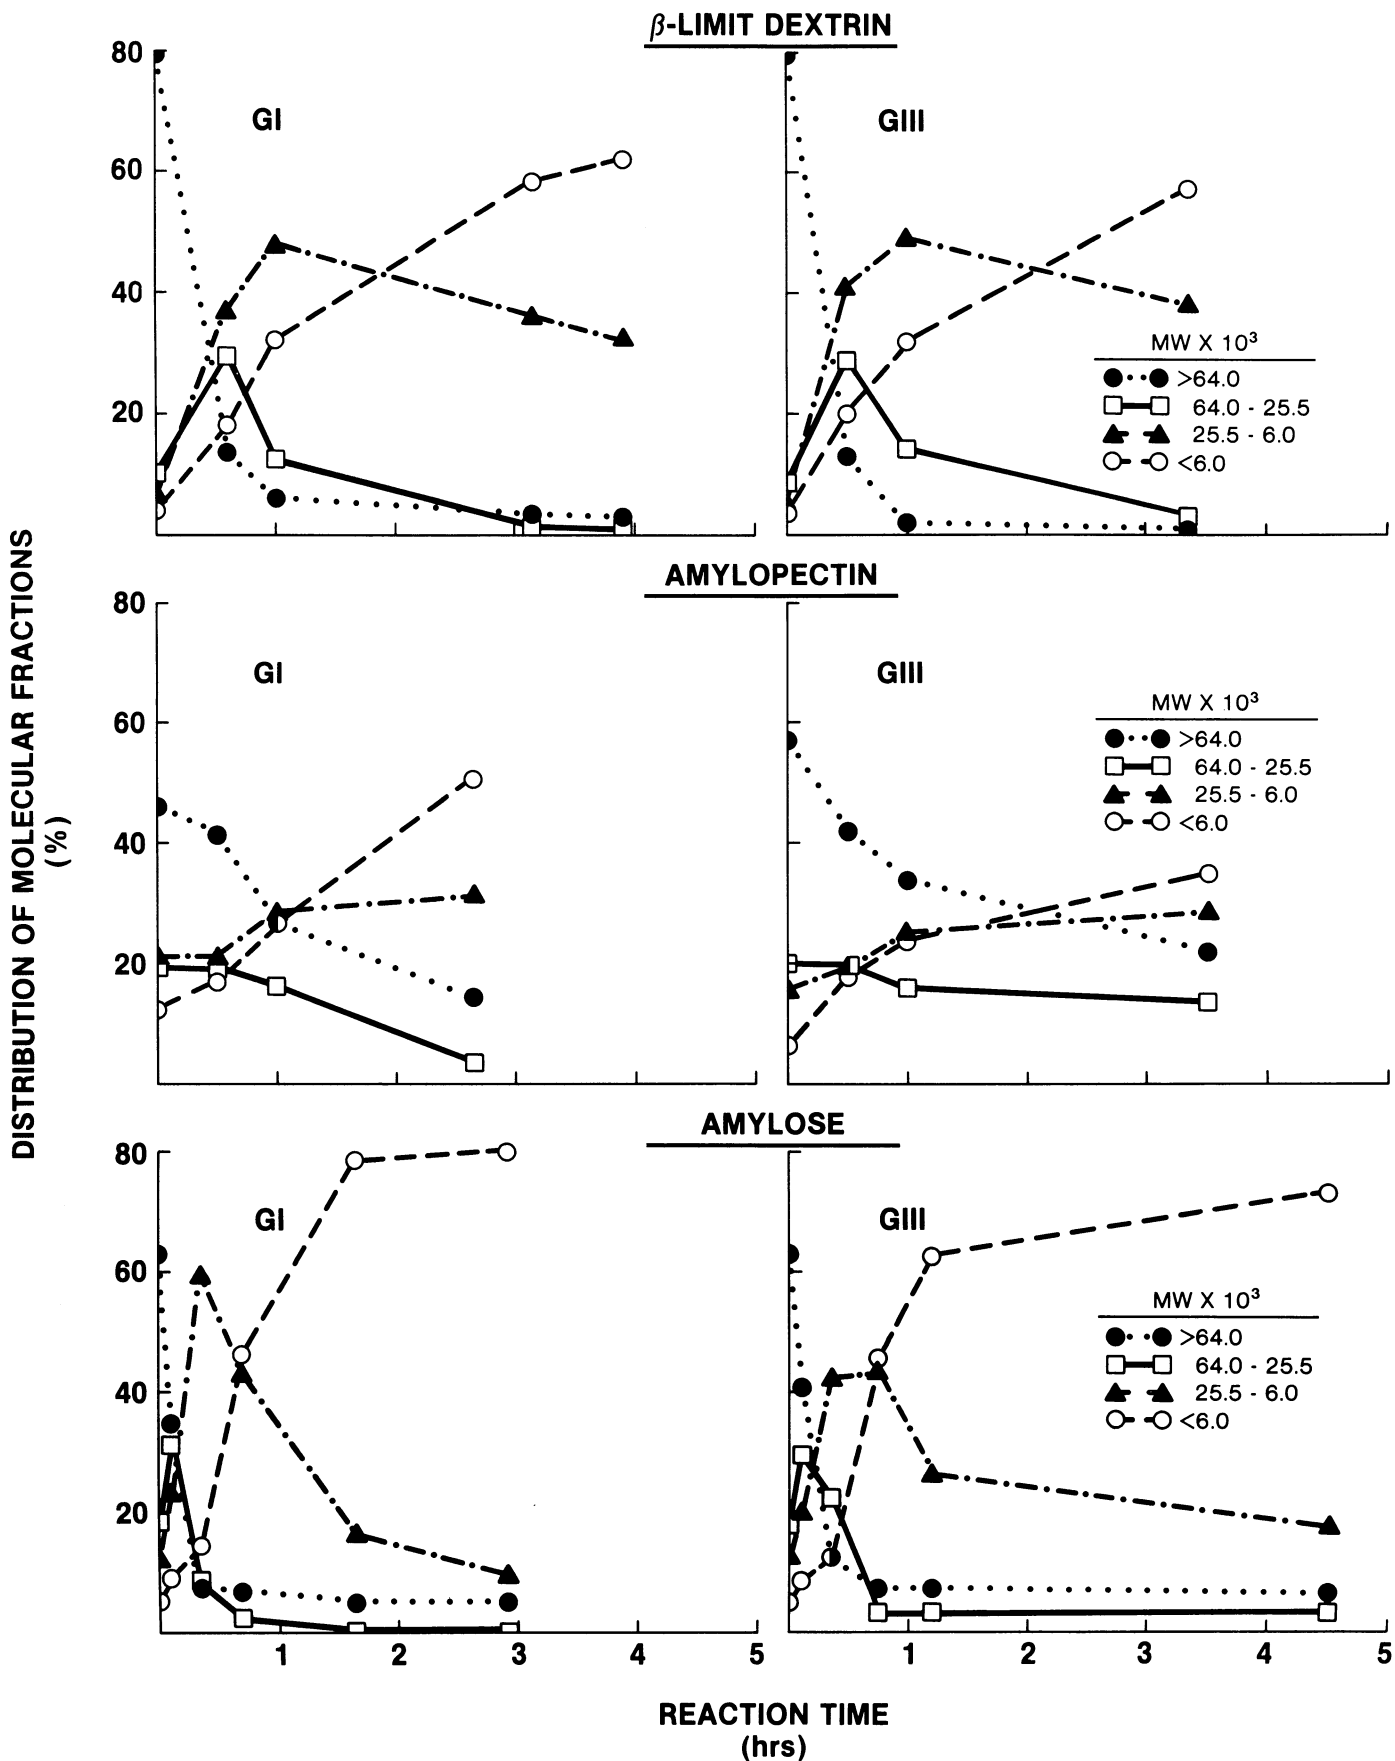 β-LIMIT DEXTRIN
80
60
40
20
GI
GIII
MW X 10³
>64.0
64.0 - 25.5
25.5 - 6.0
<6.0
AMYLOPECTIN
80
60
40
20
GI
GIII
MW X 10³
>64.0
64.0 - 25.5
25.5 - 6.0
<6.0
DISTRIBUTION OF MOLECULAR FRACTIONS
(%)
AMYLOSE
80
60
40
20
GI
GIII
MW X 10³
>64.0
64.0 - 25.5
25.5 - 6.0
<6.0
1 2 3 4 5
1 2 3 4 5
REACTION TIME
(hrs)